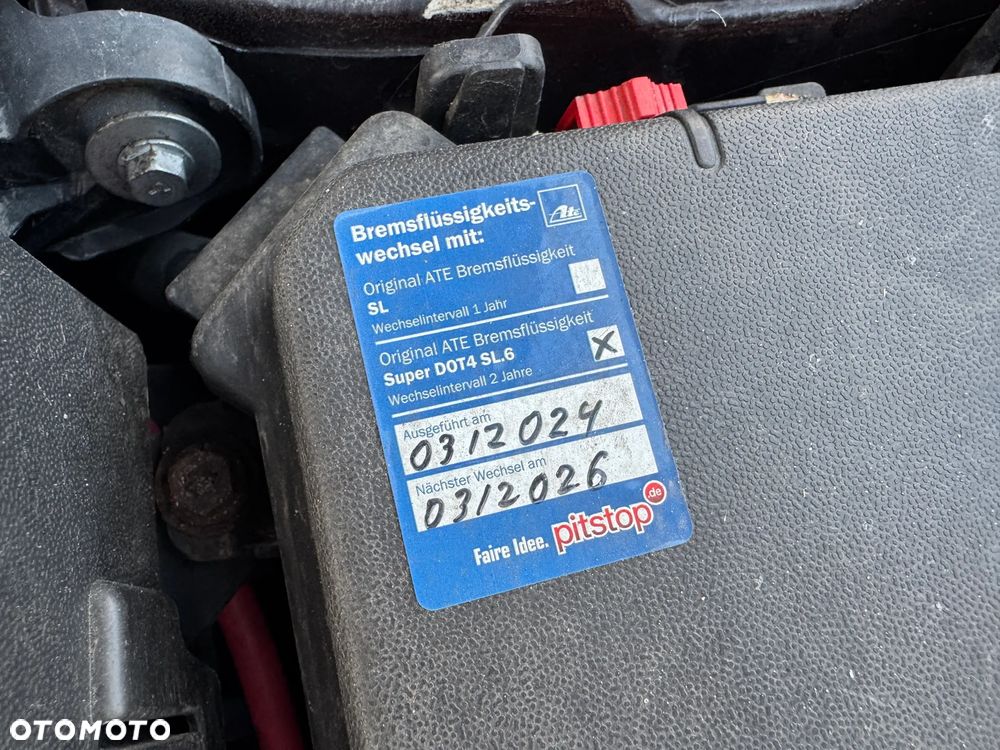 Bremsflüssigkeits-
wechsel mit:
Ate
Original ATE Bremsflüssigkeit
SL
Wechselintervall 1 Jahr
Original ATE Bremsflüssigkeit
Super DOT4 SL.6
X
Wechselintervall 2 Jahre
Ausgeführt am
03/2024
Nächster Wechsel am
03/2026
Faire Idee. pitstop.de
OTOMOTO